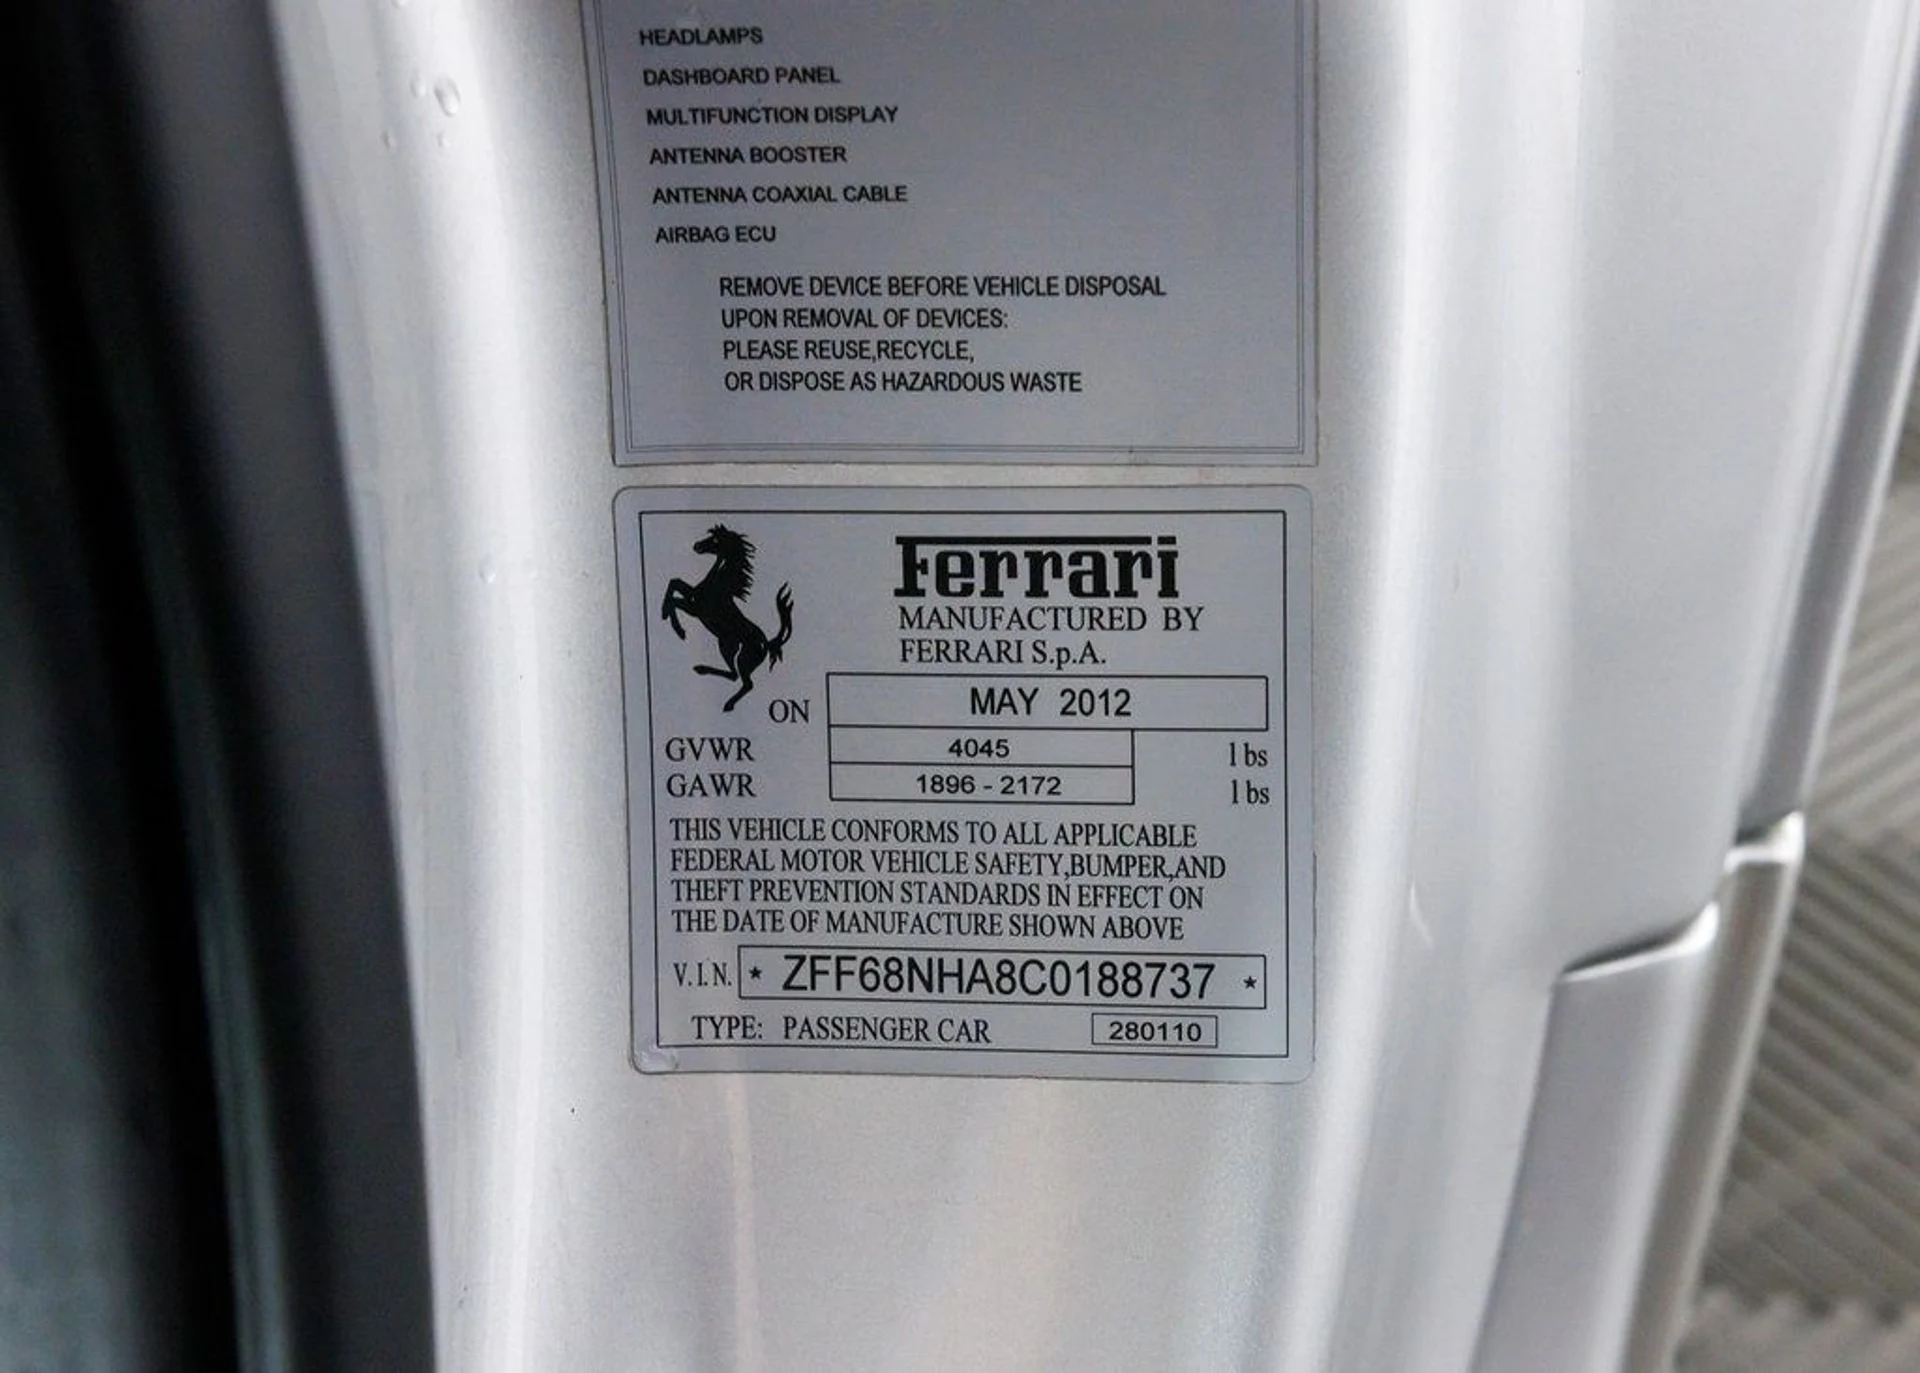 HEADLAMPS
DASHBOARD PANEL
MULTIFUNCTION DISPLAY
ANTENNA BOOSTER
ANTENNA COAXIAL CABLE
AIRBAG ECU
REMOVE DEVICE BEFORE VEHICLE DISPOSAL
UPON REMOVAL OF DEVICES:
PLEASE REUSE,RECYCLE,
OR DISPOSE AS HAZARDOUS WASTE
Ferrari
MANUFACTURED BY
FERRARI S.p.A.
ON MAY 2012
GVWR 4045 lbs
GAWR 1896 - 2172 lbs
THIS VEHICLE CONFORMS TO ALL APPLICABLE
FEDERAL MOTOR VEHICLE SAFETY,BUMPER,AND
THEFT PREVENTION STANDARDS IN EFFECT ON
THE DATE OF MANUFACTURE SHOWN ABOVE
V.I.N. * ZFF68NHA8C0188737 *
TYPE: PASSENGER CAR 280110